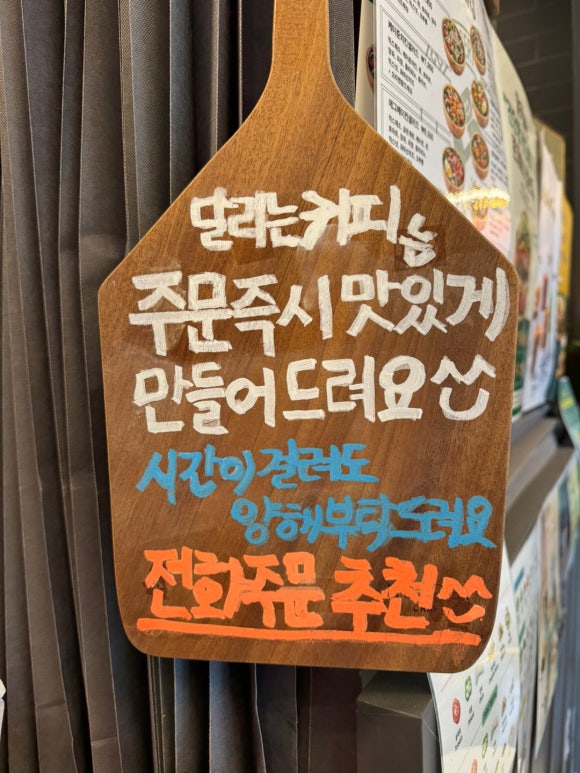 달리는커피는
주문즉시 맛있게
만들어드려요
시간이 걸려도
양해부탁드려요
전화주문 추천